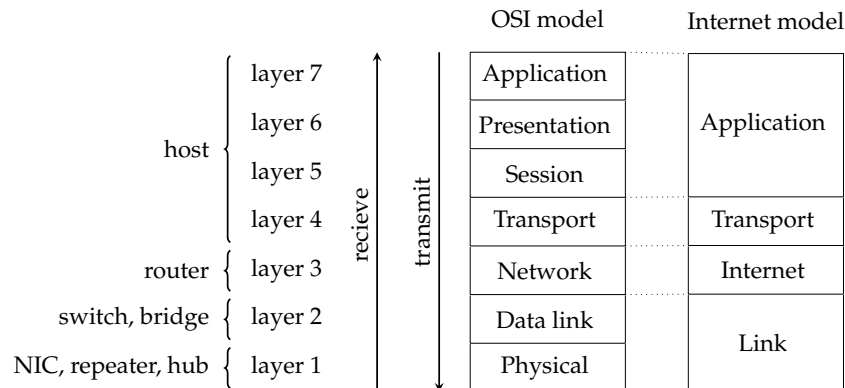 OSI model Internet model
layer 7 Application
layer 6 Presentation Application
host
layer 5 Session
layer 4 Transport Transport
recieve
transmit
router layer 3 Network Internet
switch, bridge layer 2 Data link
Link
NIC, repeater, hub layer 1 Physical